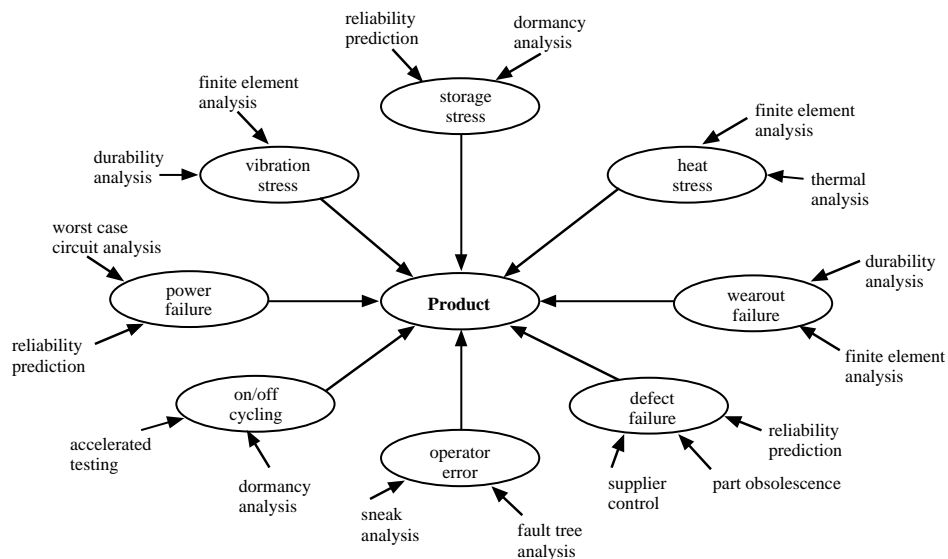 reliability
prediction
dormancy
analysis
storage
stress
finite element
analysis
durability
analysis
vibration
stress
finite element
analysis
heat
stress
thermal
analysis
worst case
circuit analysis
power
failure
reliability
prediction
Product
durability
analysis
wearout
failure
finite element
analysis
on/off
cycling
accelerated
testing
dormancy
analysis
operator
error
sneak
analysis
fault tree
analysis
defect
failure
reliability
prediction
supplier
control
part obsolescence